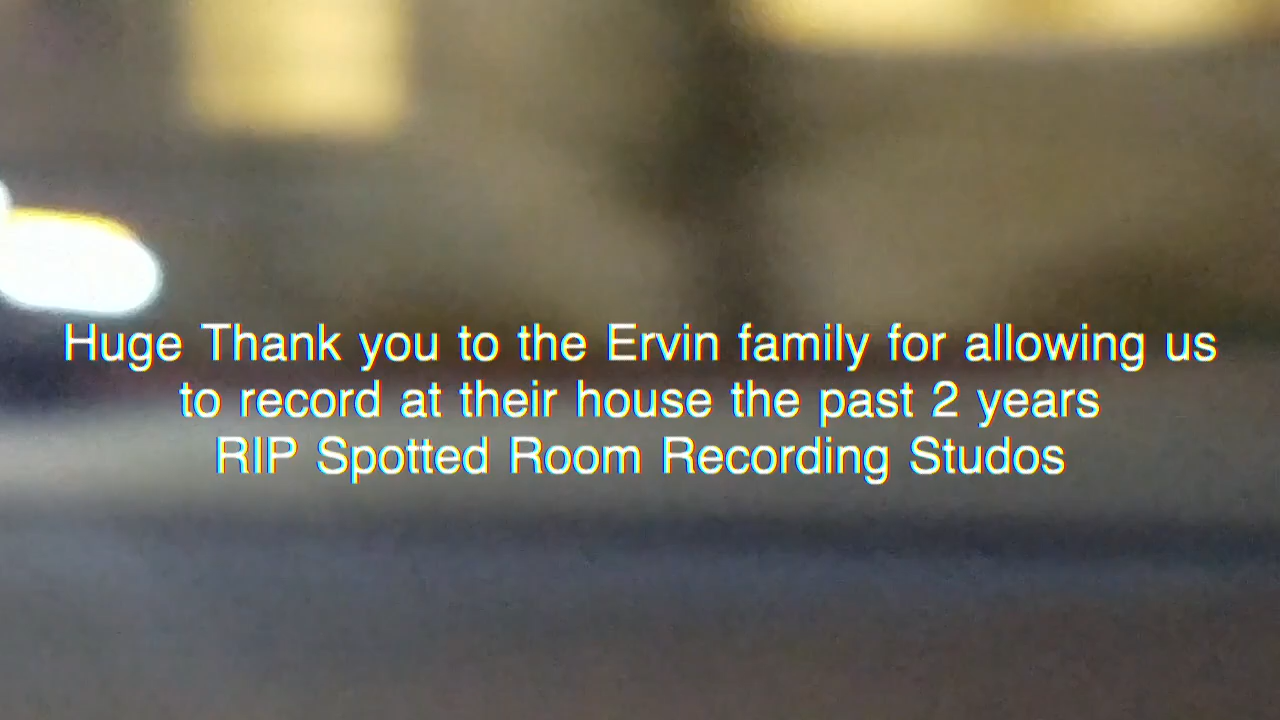 Huge Thank you to the Ervin family for allowing us
to record at their house the past 2 years
RIP Spotted Room Recording Studos